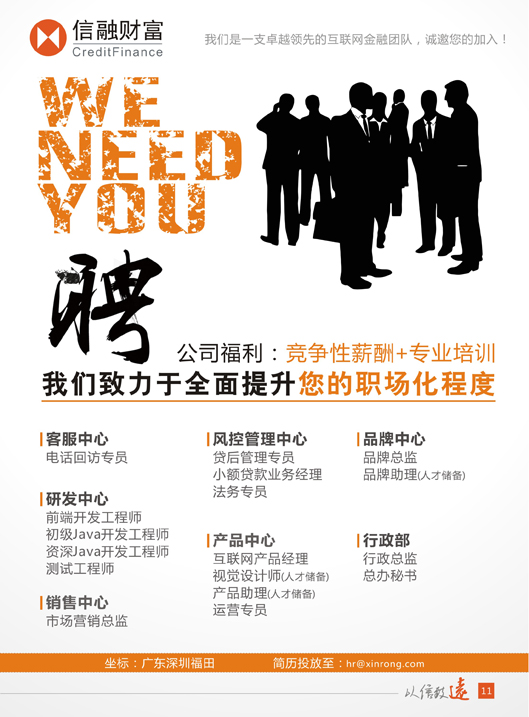 信融财富
CreditFinance
我们是一支卓越领先的互联网金融团队，诚邀您的加入！
WE
NEED
YOU
聘
公司福利：竞争性薪酬+专业培训
我们致力于全面提升您的职场化程度
客服中心
电话回访专员
研发中心
前端开发工程师
初级Java开发工程师
资深Java开发工程师
测试工程师
销售中心
市场营销总监
风控管理中心
贷后管理专员
小额贷款业务经理
法务专员
产品中心
互联网产品经理
视觉设计师(人才储备)
产品助理(人才储备)
运营专员
品牌中心
品牌总监
品牌助理(人才储备)
行政部
行政总监
总办秘书
坐标：广东深圳福田 简历投放至：hr@xinrong.com
以信致远 11